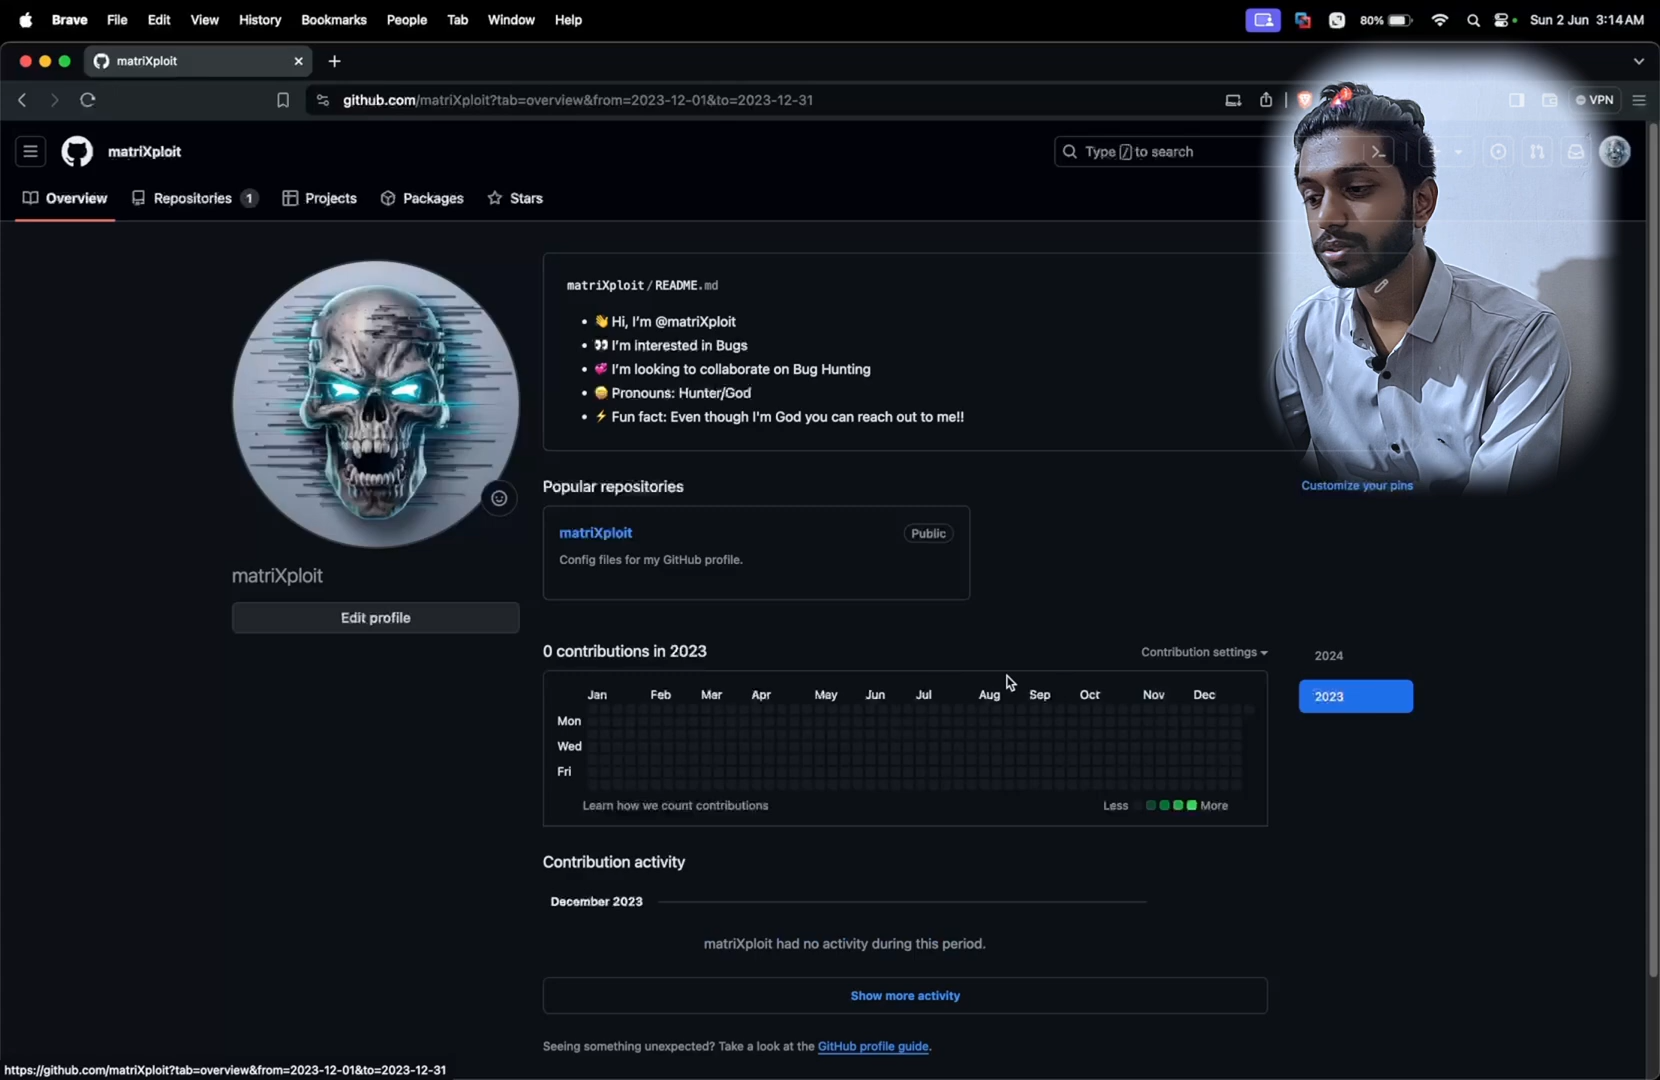 Brave File Edit View History Bookmarks People Tab Window Help 80% Sun 2 Jun 3:14 AM
matriXploit
github.com/matriXploit?tab=overview&from=2023-12-01&to=2023-12-31 VPN
matriXploit Type / to search
Overview Repositories 1 Projects Packages Stars
matriXploit/README.md
Hi, I'm @matriXploit
I'm interested in Bugs
I'm looking to collaborate on Bug Hunting
Pronouns: Hunter/God
Fun fact: Even though I'm God you can reach out to me!!
Popular repositories Customize your pins
matriXploit Public
Config files for my GitHub profile.
matriXploit
Edit profile
0 contributions in 2023 Contribution settings 2024
2023
Jan Feb Mar Apr May Jun Jul Aug Sep Oct Nov Dec
Mon
Wed
Fri
Learn how we count contributions Less More
Contribution activity
December 2023
matriXploit had no activity during this period.
Show more activity
Seeing something unexpected? Take a look at the GitHub profile guide.
https://github.com/matriXploit?tab=overview&from=2023-12-01&to=2023-12-31